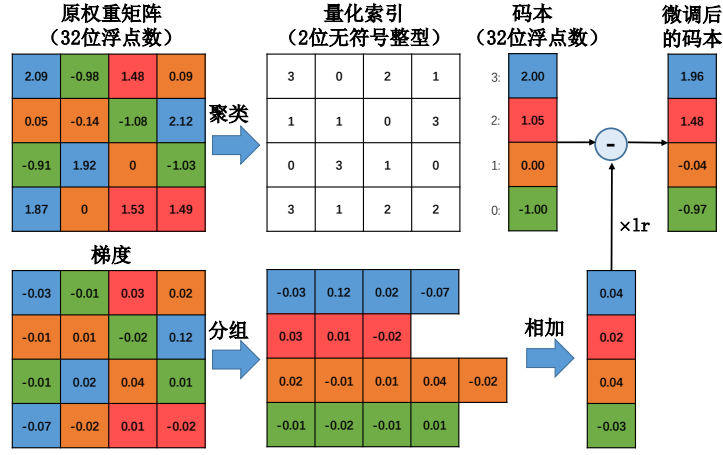 原权重矩阵
（32位浮点数）
量化索引
（2位无符号整型）
码本
（32位浮点数）
微调后
的码本
2.09 -0.98 1.48 0.09
0.05 -0.14 -1.08 2.12
-0.91 1.92 0 -1.03
1.87 0 1.53 1.49
聚类
3 0 2 1
1 1 0 3
0 3 1 0
3 1 2 2
3: 2.00
2: 1.05
1: 0.00
0: -1.00
-
1.96
1.48
-0.04
-0.97
×lr
梯度
-0.03 -0.01 0.03 0.02
-0.01 0.01 -0.02 0.12
-0.01 0.02 0.04 0.01
-0.07 -0.02 0.01 -0.02
分组
-0.03 0.12 0.02 -0.07
0.03 0.01 -0.02
0.02 -0.01 0.01 0.04 -0.02
-0.01 -0.02 -0.01 0.01
相加
0.04
0.02
0.04
-0.03